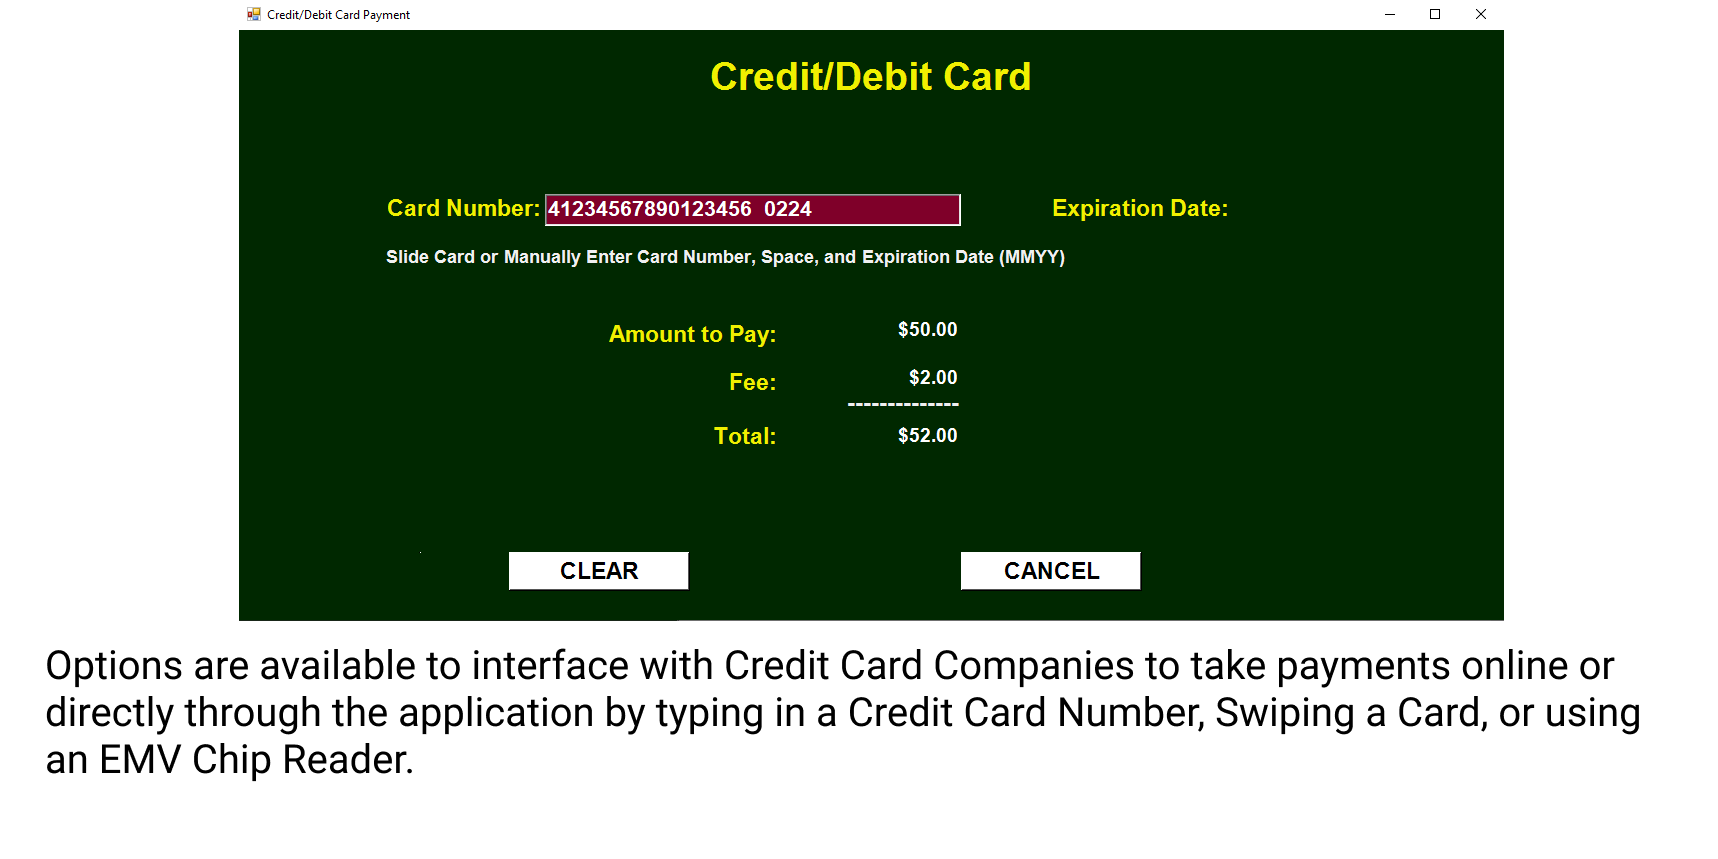 Credit/Debit Card Payment
Credit/Debit Card
Card Number: 41234567890123456  0224 Expiration Date:
Slide Card or Manually Enter Card Number, Space, and Expiration Date (MMYY)
Amount to Pay: $50.00
Fee: $2.00
--------------
Total: $52.00
CLEAR CANCEL
Options are available to interface with Credit Card Companies to take payments online or
directly through the application by typing in a Credit Card Number, Swiping a Card, or using
an EMV Chip Reader.